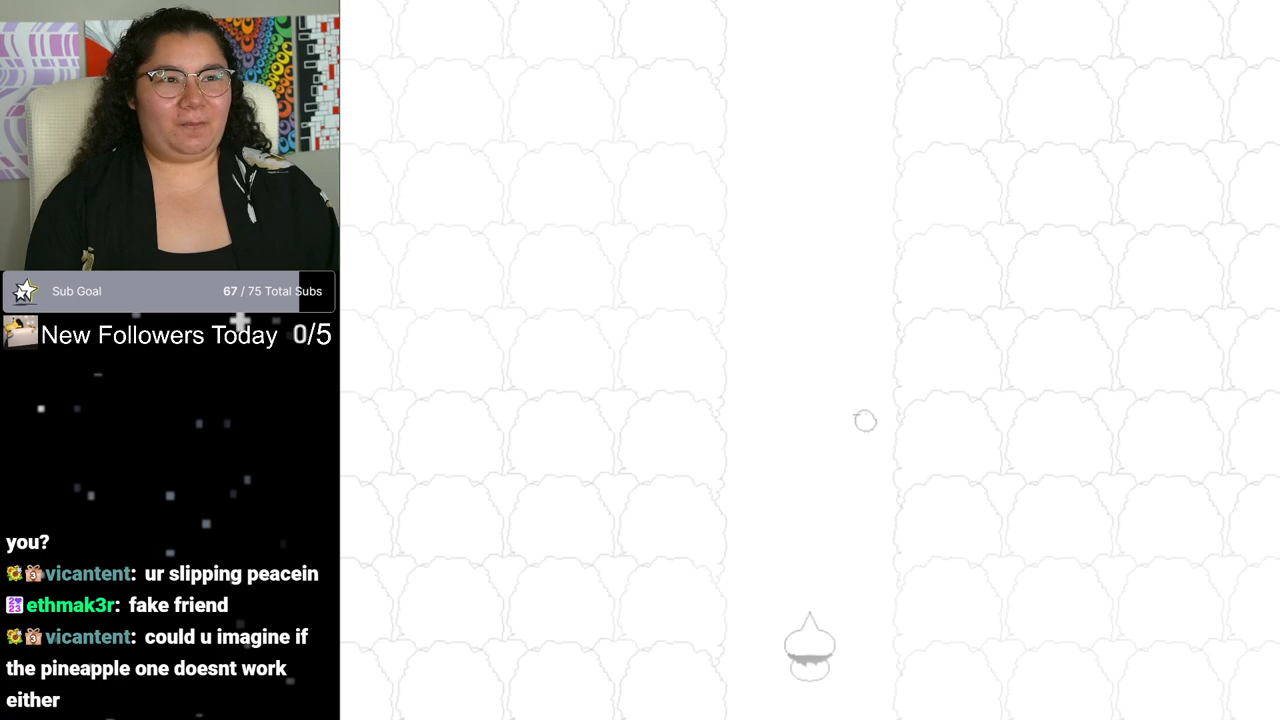 Sub Goal 67 / 75 Total Subs
New Followers Today 0/5
you?
vicantent: ur slipping peacein
ethmak3r: fake friend
vicantent: could u imagine if
the pineapple one doesnt work
either